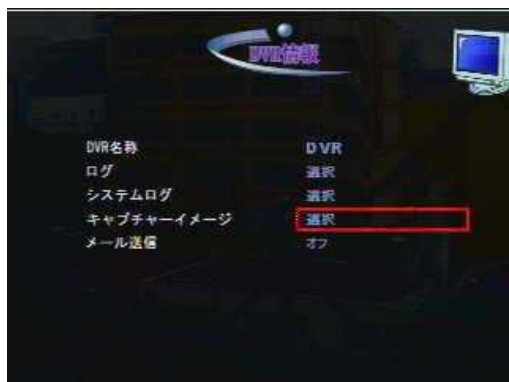 DVR情報
DVR名称 DVR
ログ 選択
システムログ 選択
キャプチャーイメージ 選択
メール送信 オフ